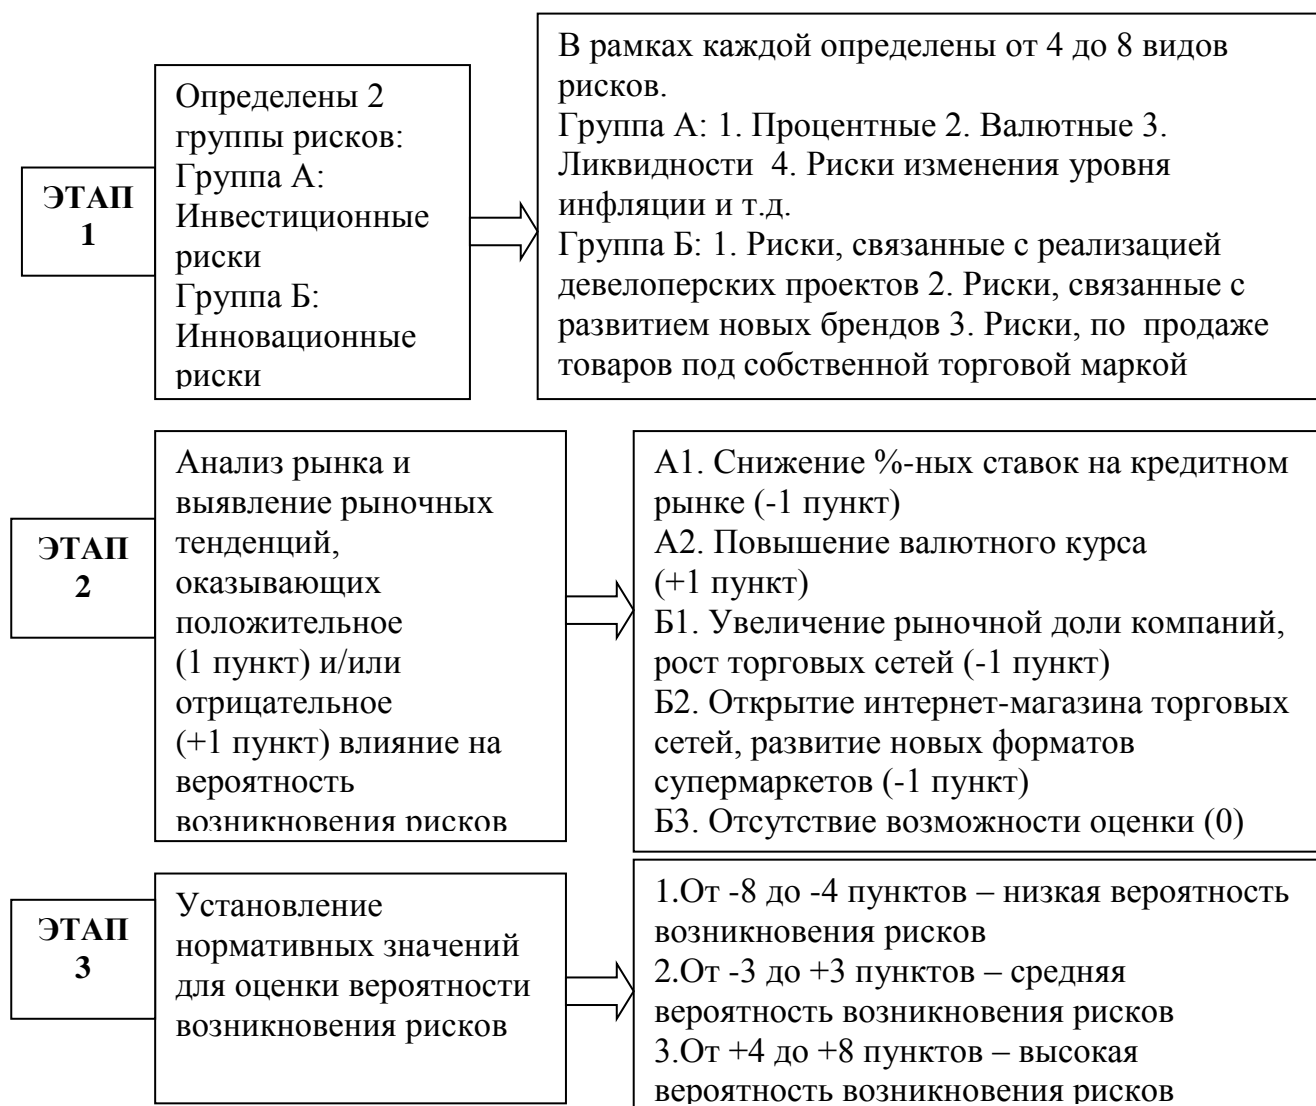 ЭТАП
1
Определены 2
группы рисков:
Группа А:
Инвестиционные
риски
Группа Б:
Инновационные
риски
В рамках каждой определены от 4 до 8 видов
рисков.
Группа А: 1. Процентные 2. Валютные 3.
Ликвидности  4. Риски изменения уровня
инфляции и т.д.
Группа Б: 1. Риски, связанные с реализацией
девелоперских проектов 2. Риски, связанные с
развитием новых брендов 3. Риски, по  продаже
товаров под собственной торговой маркой
ЭТАП
2
Анализ рынка и
выявление рыночных
тенденций,
оказывающих
положительное
(1 пункт) и/или
отрицательное
(+1 пункт) влияние на
вероятность
возникновения рисков
А1. Снижение %-ных ставок на кредитном
рынке (-1 пункт)
А2. Повышение валютного курса
(+1 пункт)
Б1. Увеличение рыночной доли компаний,
рост торговых сетей (-1 пункт)
Б2. Открытие интернет-магазина торговых
сетей, развитие новых форматов
супермаркетов (-1 пункт)
Б3. Отсутствие возможности оценки (0)
ЭТАП
3
Установление
нормативных значений
для оценки вероятности
возникновения рисков
1.От -8 до -4 пунктов – низкая вероятность
возникновения рисков
2.От -3 до +3 пунктов – средняя
вероятность возникновения рисков
3.От +4 до +8 пунктов – высокая
вероятность возникновения рисков